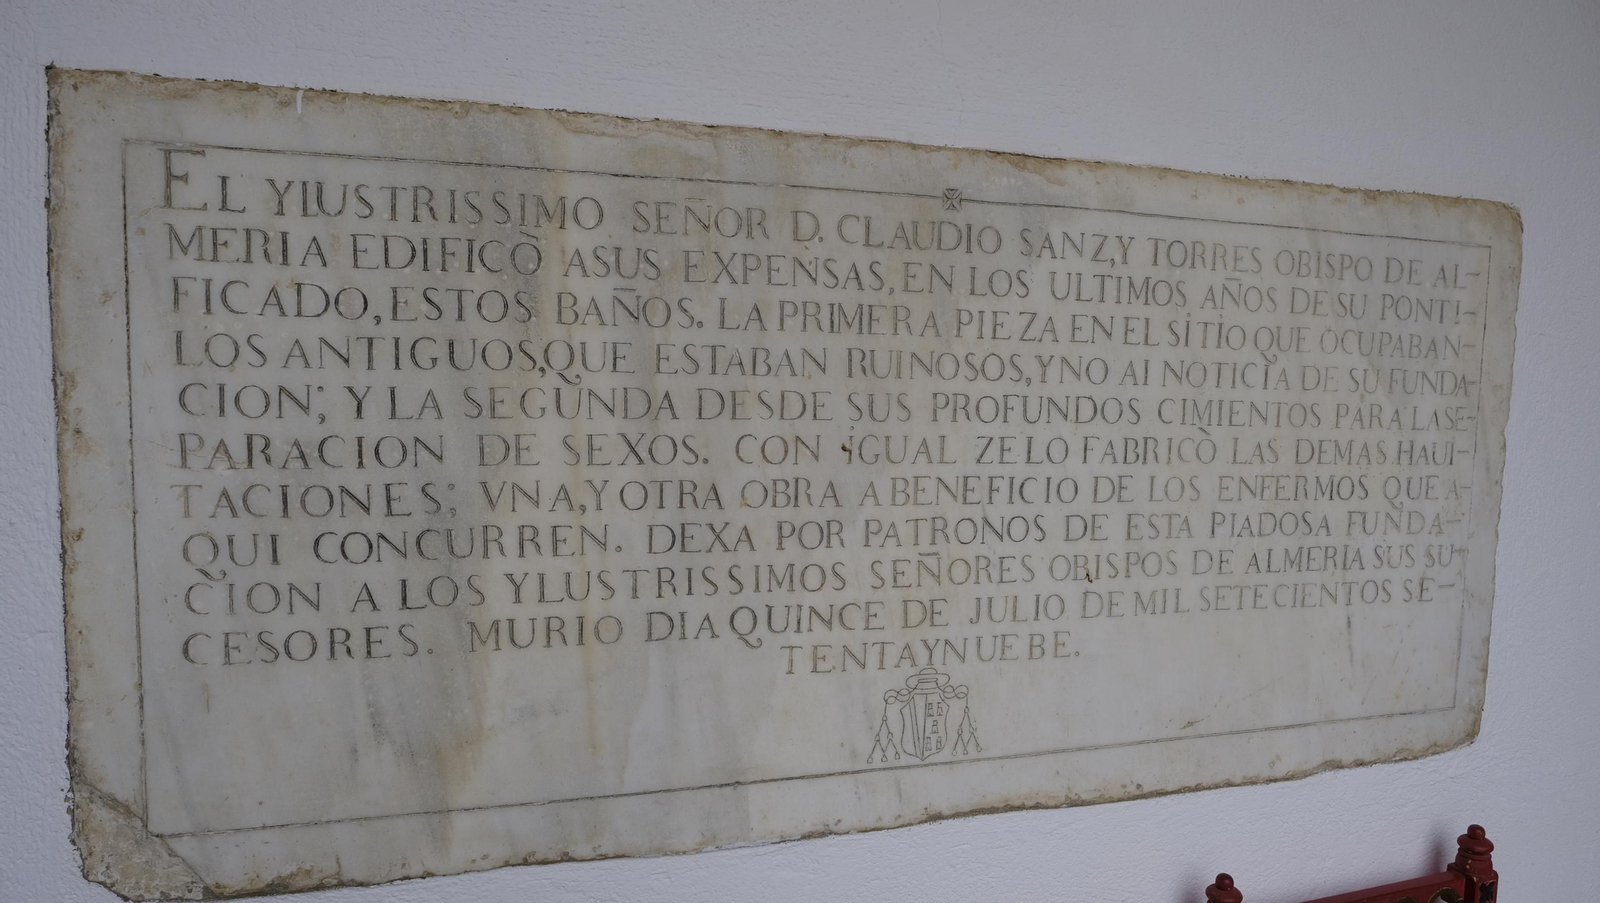 EL YLUSTRISSIMO SEÑOR D. CLAUDIO SANZ, Y TORRES OBISPO DE AL-
MERIA EDIFICÒ ASUS EXPENSAS, EN LOS ULTIMOS AÑOS DE SU PONTI-
FICADO, ESTOS BAÑOS. LA PRIMERA PIEZA EN EL SITIO QUE OCUPABAN
LOS ANTIGUOS, QUE ESTABAN RUINOSOS, Y NO AI NOTICIA DE SU FUNDA-
CION; Y LA SEGUNDA DESDE SUS PROFUNDOS CIMIENTOS PARA LA SE-
PARACION DE SEXOS. CON IGUAL ZELO FABRICÒ LAS DEMAS HAUI-
TACIONES; VNA, Y OTRA OBRA A BENEFICIO DE LOS ENFERMOS QUE A-
QUI CONCURREN. DEXA POR PATRONOS DE ESTA PIADOSA FUNDA-
CION A LOS YLUSTRISSIMOS SEÑORES OBISPOS DE ALMERIA SUS SU-
CESORES. MURIO DIA QUINCE DE JULIO DE MIL SETECIENTOS SE-
TENTAYNUEBE.